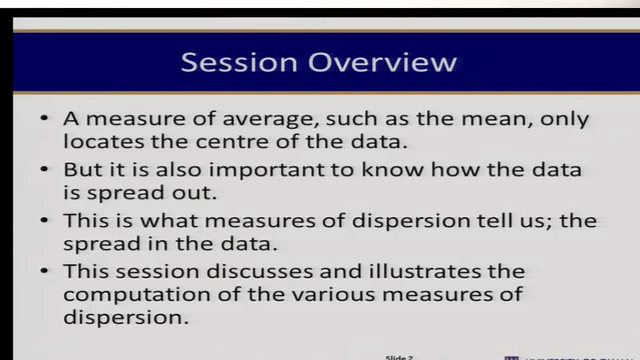 Session Overview
• A measure of average, such as the mean, only
locates the centre of the data.
• But it is also important to know how the data
is spread out.
• This is what measures of dispersion tell us; the
spread in the data.
• This session discusses and illustrates the
computation of the various measures of
dispersion.
Slide 2